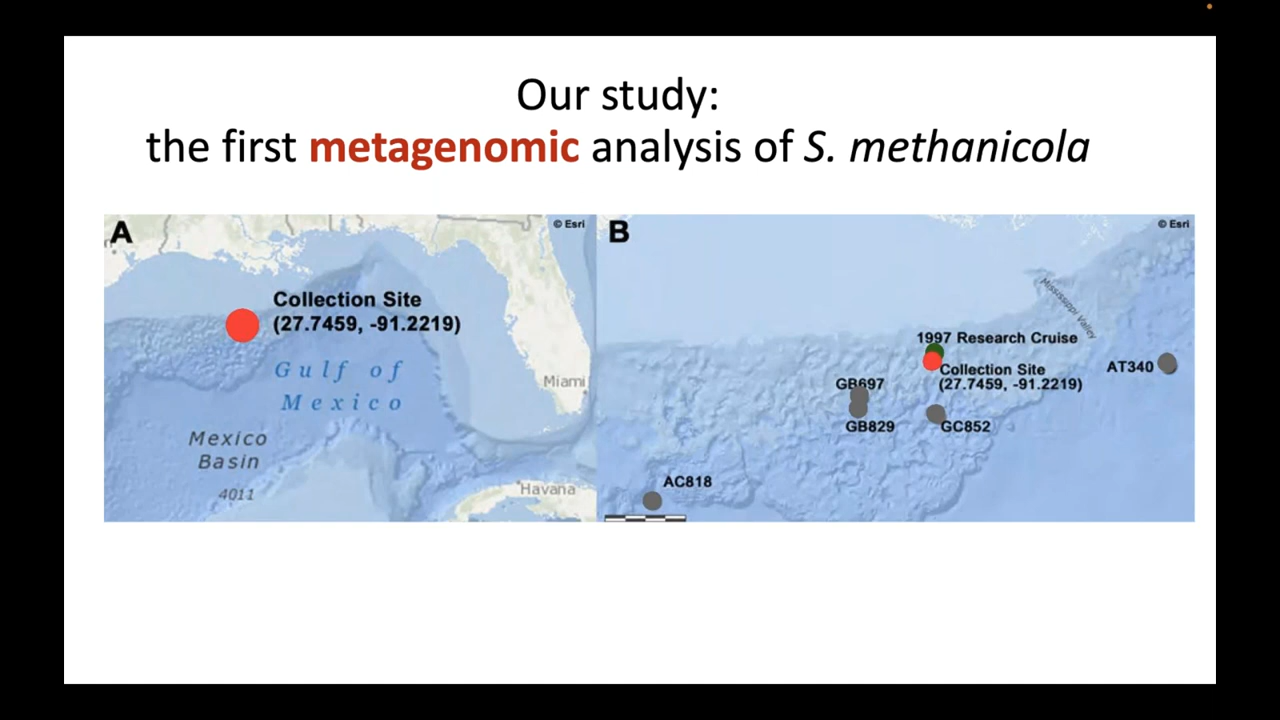 Our study:
the first metagenomic analysis of S. methanicola
A
© Esri
Collection Site
(27.7459, -91.2219)
Gulf of
Mexico
Miami
Mexico
Basin
4011
Havana
B
© Esri
Mississippi Valley
1997 Research Cruise
Collection Site
(27.7459, -91.2219)
AT340
GB697
GB829
GC852
AC818